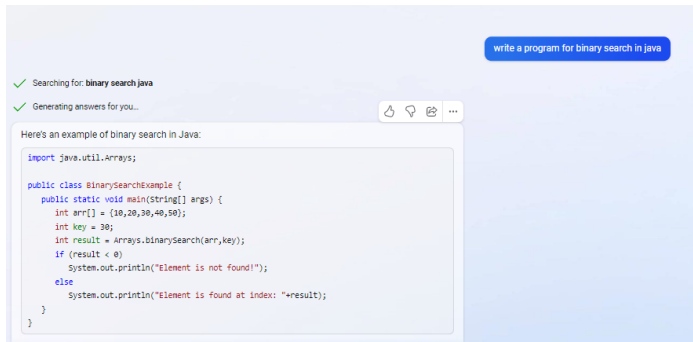 write a program for binary search in java
Searching for: binary search java
Generating answers for you...
Here's an example of binary search in Java:
import java.util.Arrays;
public class BinarySearchExample {
public static void main(String[] args) {
int arr[] = {10,20,30,40,50};
int key = 30;
int result = Arrays.binarySearch(arr,key);
if (result < 0)
System.out.println("Element is not found!");
else
System.out.println("Element is found at index: "+result);
}
}